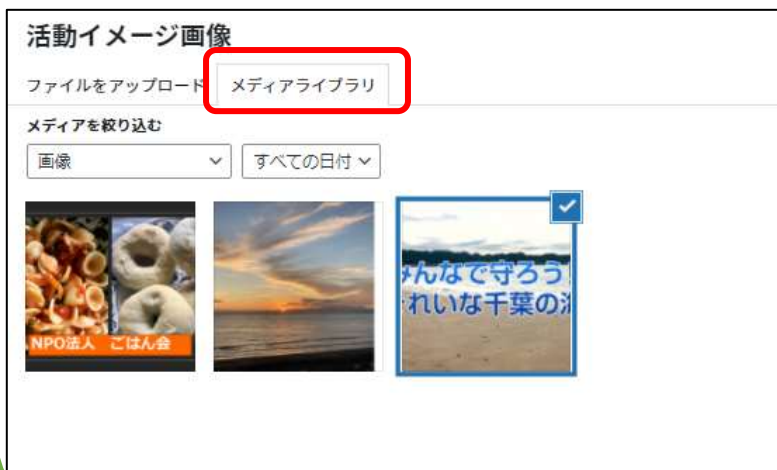 活動イメージ画像
ファイルをアップロード メディアライブラリ
メディアを絞り込む
画像 すべての日付
NPO法人 ごはん会
みんなで守ろう!
きれいな千葉の海